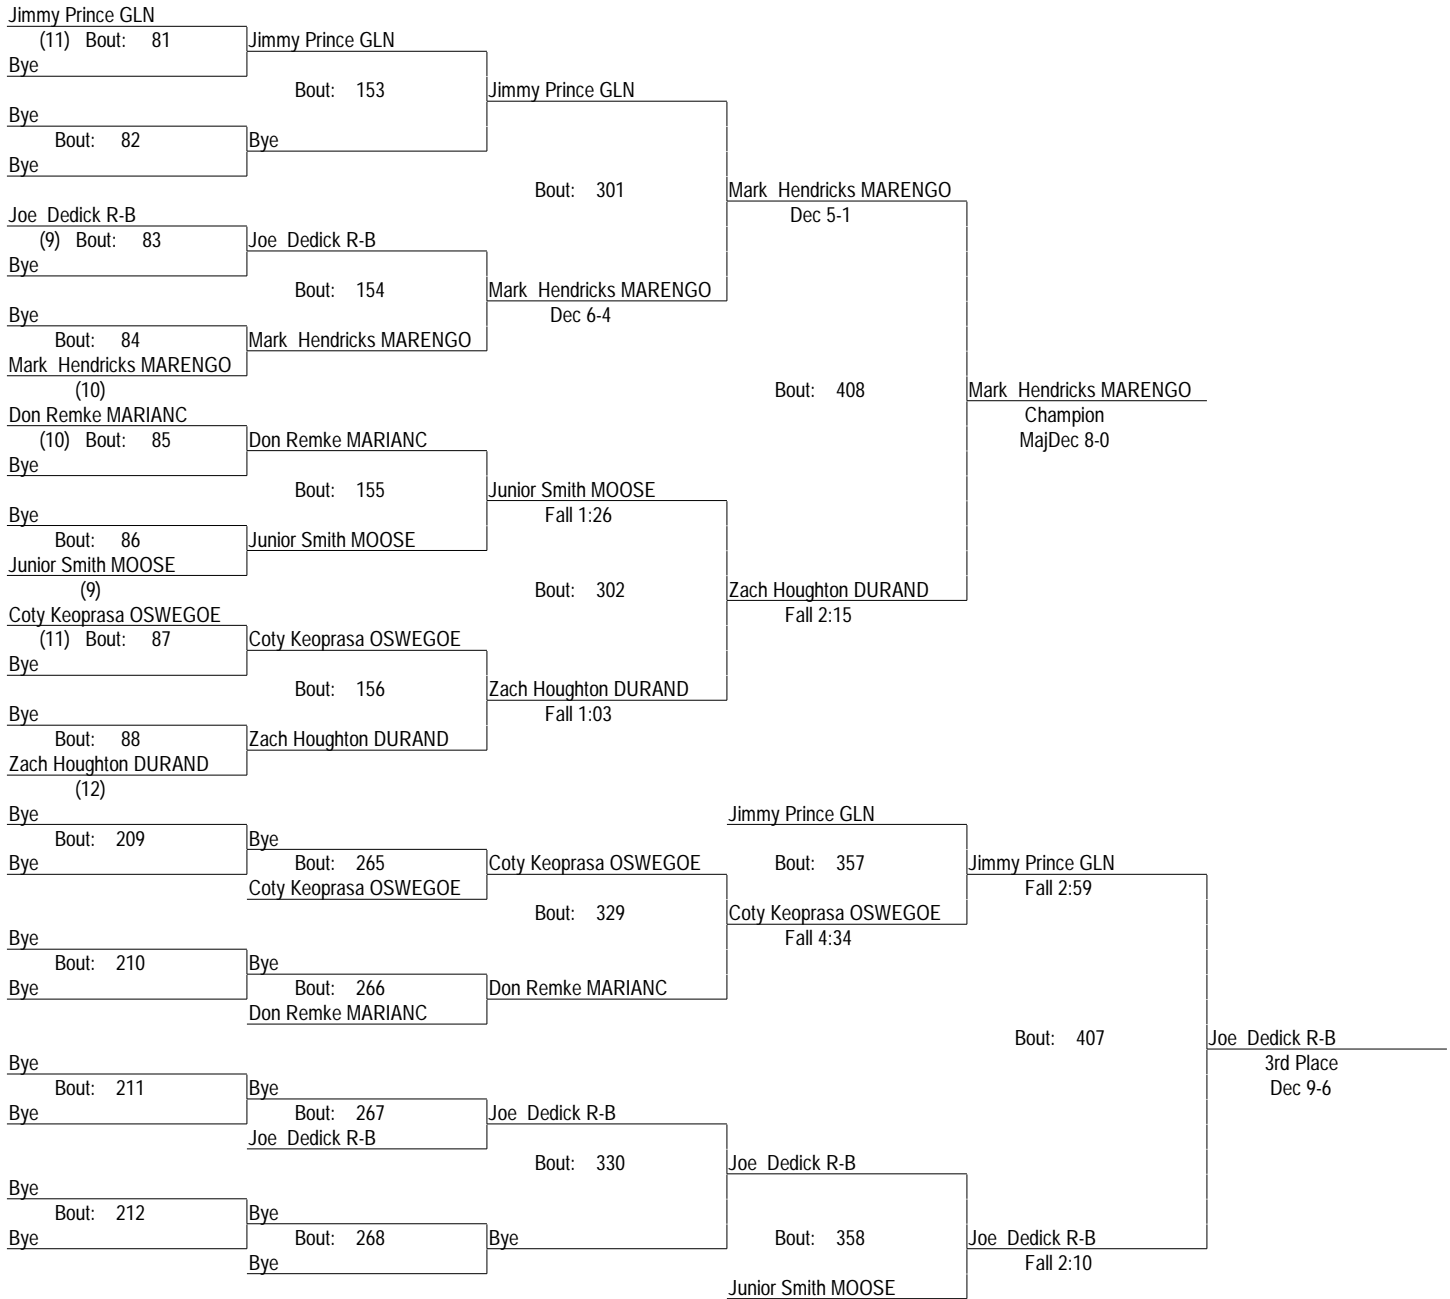 Jimmy Prince GLN
(11) Bout: 81 Jimmy Prince GLN
Bye
Bout: 153 Jimmy Prince GLN
Bye
Bout: 82 Bye
Bye
Bout: 301 Mark Hendricks MARENGO
Joe Dedick R-B Dec 5-1
(9) Bout: 83 Joe Dedick R-B
Bye
Bout: 154 Mark Hendricks MARENGO
Bye Dec 6-4
Bout: 84 Mark Hendricks MARENGO
Mark Hendricks MARENGO
(10) Bout: 408 Mark Hendricks MARENGO
Don Remke MARIANC Champion
(10) Bout: 85 Don Remke MARIANC MajDec 8-0
Bye
Bout: 155 Junior Smith MOOSE
Bye Fall 1:26
Bout: 86 Junior Smith MOOSE
Junior Smith MOOSE
(9) Bout: 302 Zach Houghton DURAND
Coty Keoprasa OSWEGOE Fall 2:15
(11) Bout: 87 Coty Keoprasa OSWEGOE
Bye
Bout: 156 Zach Houghton DURAND
Bye Fall 1:03
Bout: 88 Zach Houghton DURAND
Zach Houghton DURAND
(12)
Bye Jimmy Prince GLN
Bout: 209 Bye
Bye Bout: 265 Coty Keoprasa OSWEGOE Bout: 357 Jimmy Prince GLN
Coty Keoprasa OSWEGOE Fall 2:59
Bout: 329 Coty Keoprasa OSWEGOE
Bye Fall 4:34
Bout: 210 Bye
Bye Bout: 266 Don Remke MARIANC
Don Remke MARIANC
Bout: 407 Joe Dedick R-B
Bye 3rd Place
Bout: 211 Bye Dec 9-6
Bye Bout: 267 Joe Dedick R-B
Joe Dedick R-B
Bout: 330 Joe Dedick R-B
Bye
Bout: 212 Bye
Bye Bout: 268 Bye Bout: 358 Joe Dedick R-B
Bye Fall 2:10
Junior Smith MOOSE